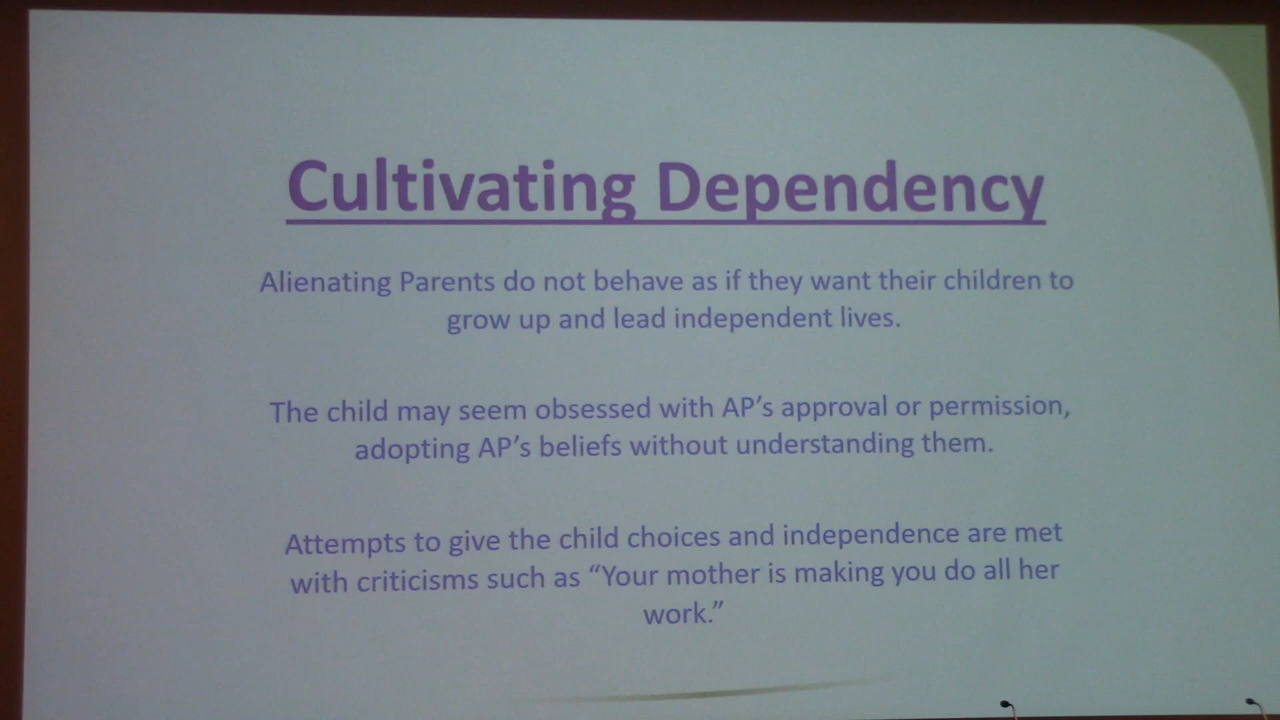 Cultivating Dependency
Alienating Parents do not behave as if they want their children to
grow up and lead independent lives.
The child may seem obsessed with AP’s approval or permission,
adopting AP’s beliefs without understanding them.
Attempts to give the child choices and independence are met
with criticisms such as “Your mother is making you do all her
work.”